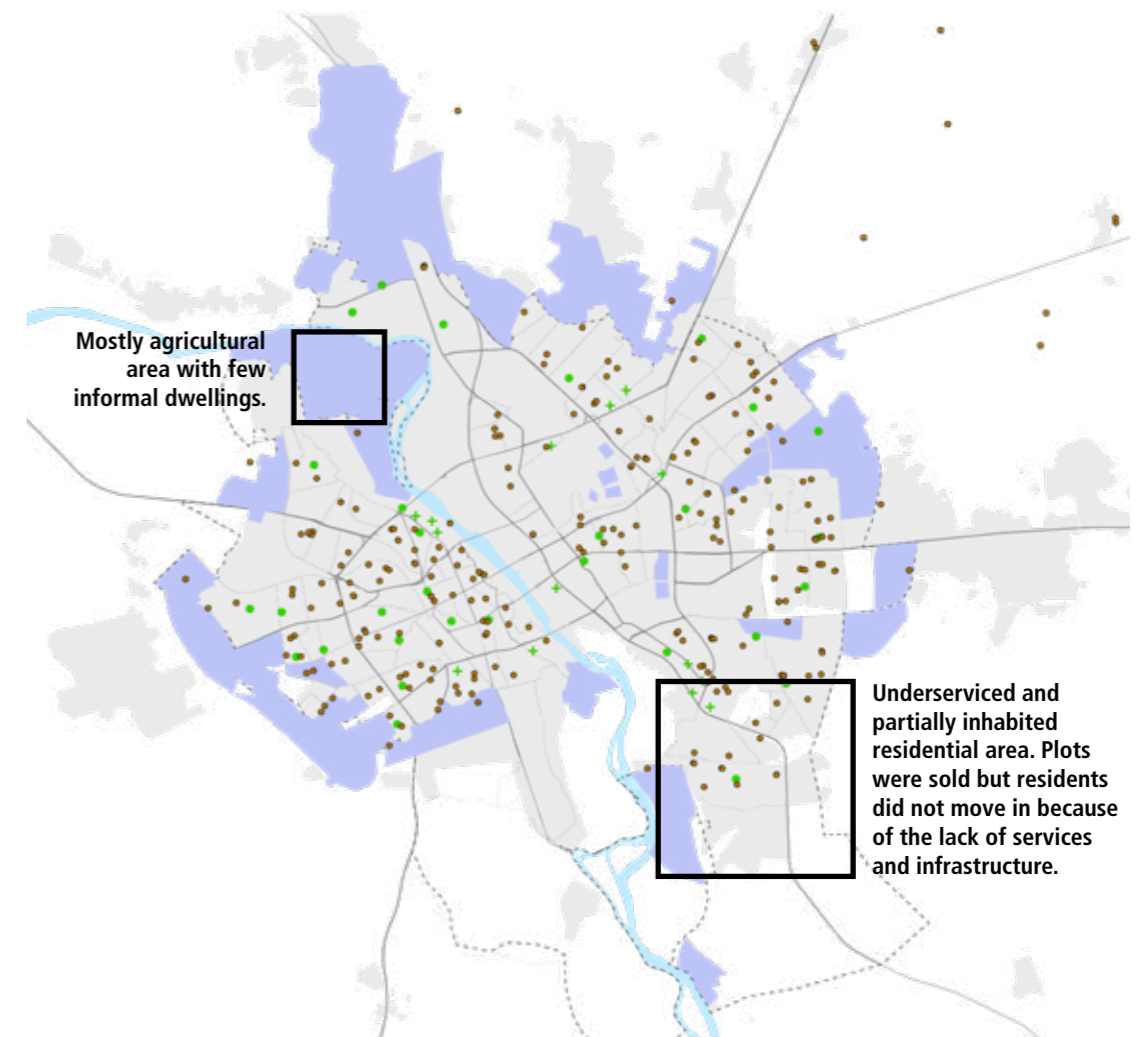 Mostly agricultural
area with few
informal dwellings.
Underserviced and
partially inhabited
residential area. Plots
were sold but residents
did not move in because
of the lack of services
and infrastructure.